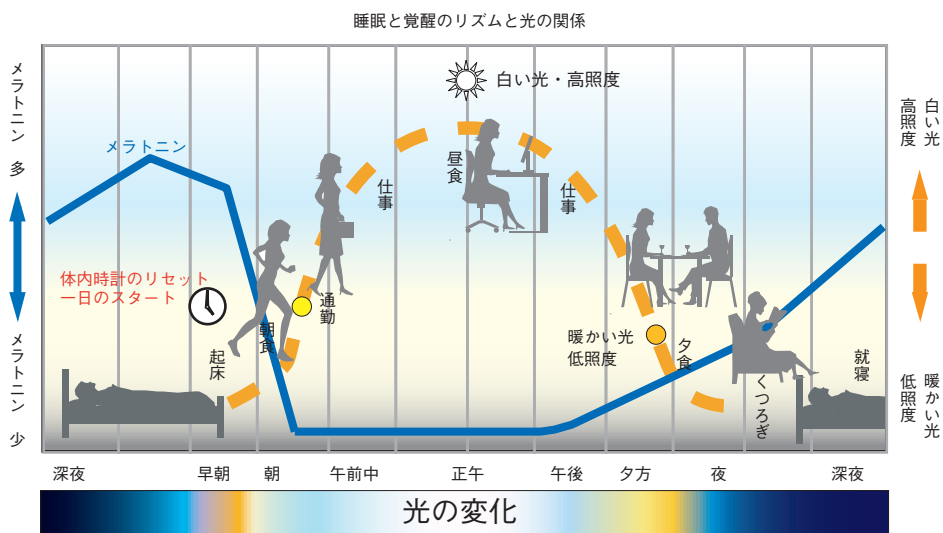 睡眠と覚醒のリズムと光の関係
メラトニン 多
メラトニン 少
メラトニン
体内時計のリセット
一日のスタート
起床
朝食
通勤
仕事
白い光・高照度
昼食
仕事
暖かい光
低照度
夕食
くつろぎ
就寝
白い光
高照度
暖かい光
低照度
深夜
早朝
朝
午前中
正午
午後
夕方
夜
深夜
光の変化